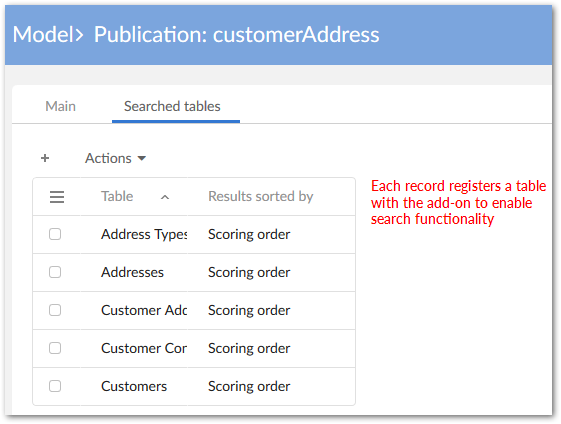 Model> Publication: customerAddress
Main Searched tables
+ Actions
Table Results sorted by
Address Types Scoring order
Addresses Scoring order
Customer Adc Scoring order
Customer Cor Scoring order
Customers Scoring order
Each record registers a table
with the add-on to enable
search functionality